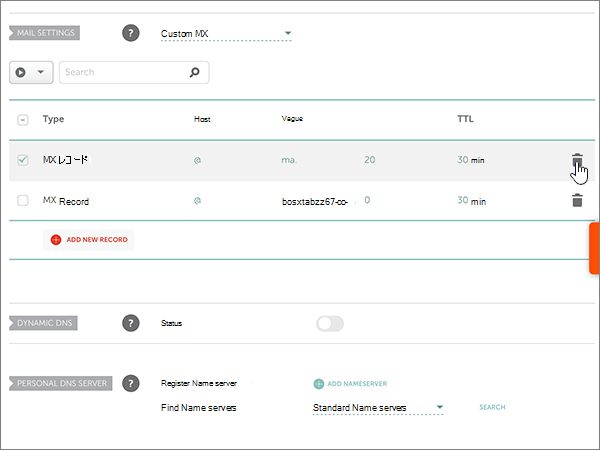 MAIL SETTINGS ? Custom MX
Search
Type Host Vague TTL
MX レコード @ ma. 20 30 min
MX Record @ bosxtabzz67-co- 0 30 min
ADD NEW RECORD
DYNAMIC DNS ? Status
PERSONAL DNS SERVER ? Register Name server ADD NAMESERVER
Find Name servers Standard Name servers SEARCH